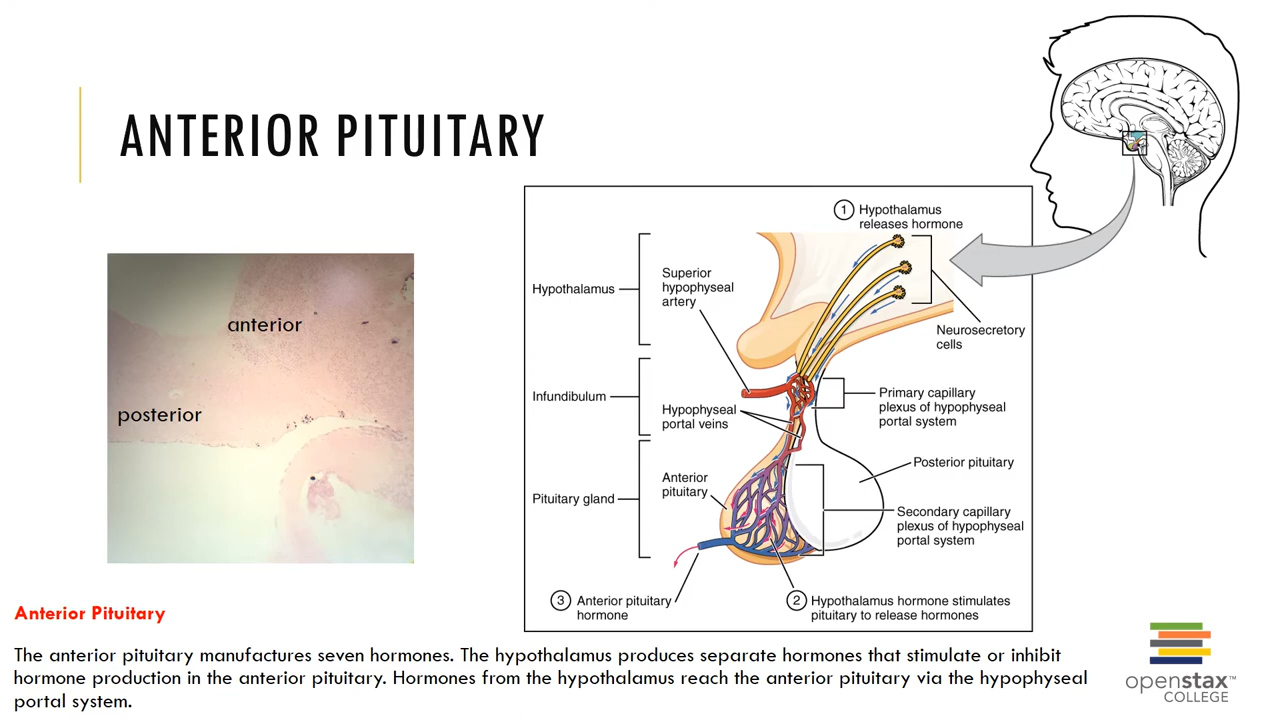 ANTERIOR PITUITARY
anterior
posterior
1 Hypothalamus
releases hormone
Hypothalamus
Superior
hypophyseal
artery
Neurosecretory
cells
Infundibulum
Hypophyseal
portal veins
Primary capillary
plexus of hypophyseal
portal system
Pituitary gland
Anterior
pituitary
Posterior pituitary
Secondary capillary
plexus of hypophyseal
portal system
3 Anterior pituitary
hormone
2 Hypothalamus hormone stimulates
pituitary to release hormones
Anterior Pituitary
The anterior pituitary manufactures seven hormones. The hypothalamus produces separate hormones that stimulate or inhibit
hormone production in the anterior pituitary. Hormones from the hypothalamus reach the anterior pituitary via the hypophyseal
portal system.
openstax™
COLLEGE